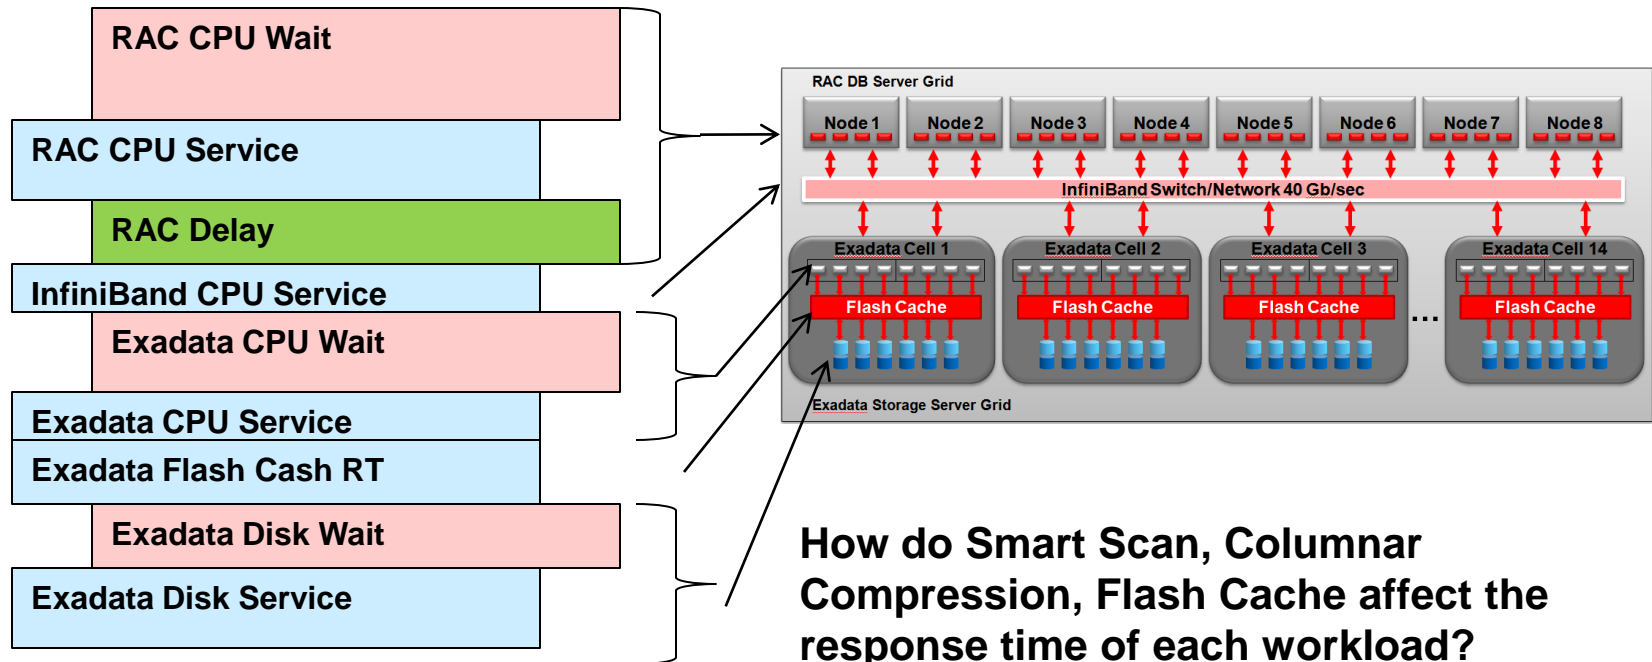 RAC CPU Wait
RAC CPU Service
RAC Delay
InfiniBand CPU Service
Exadata CPU Wait
Exadata CPU Service
Exadata Flash Cash RT
Exadata Disk Wait
Exadata Disk Service
RAC DB Server Grid
Node 1 Node 2 Node 3 Node 4 Node 5 Node 6 Node 7 Node 8
InfiniBand Switch/Network 40 Gb/sec
Exadata Cell 1 Exadata Cell 2 Exadata Cell 3 Exadata Cell 14
Flash Cache Flash Cache Flash Cache ... Flash Cache
Exadata Storage Server Grid
How do Smart Scan, Columnar
Compression, Flash Cache affect the
response time of each workload?